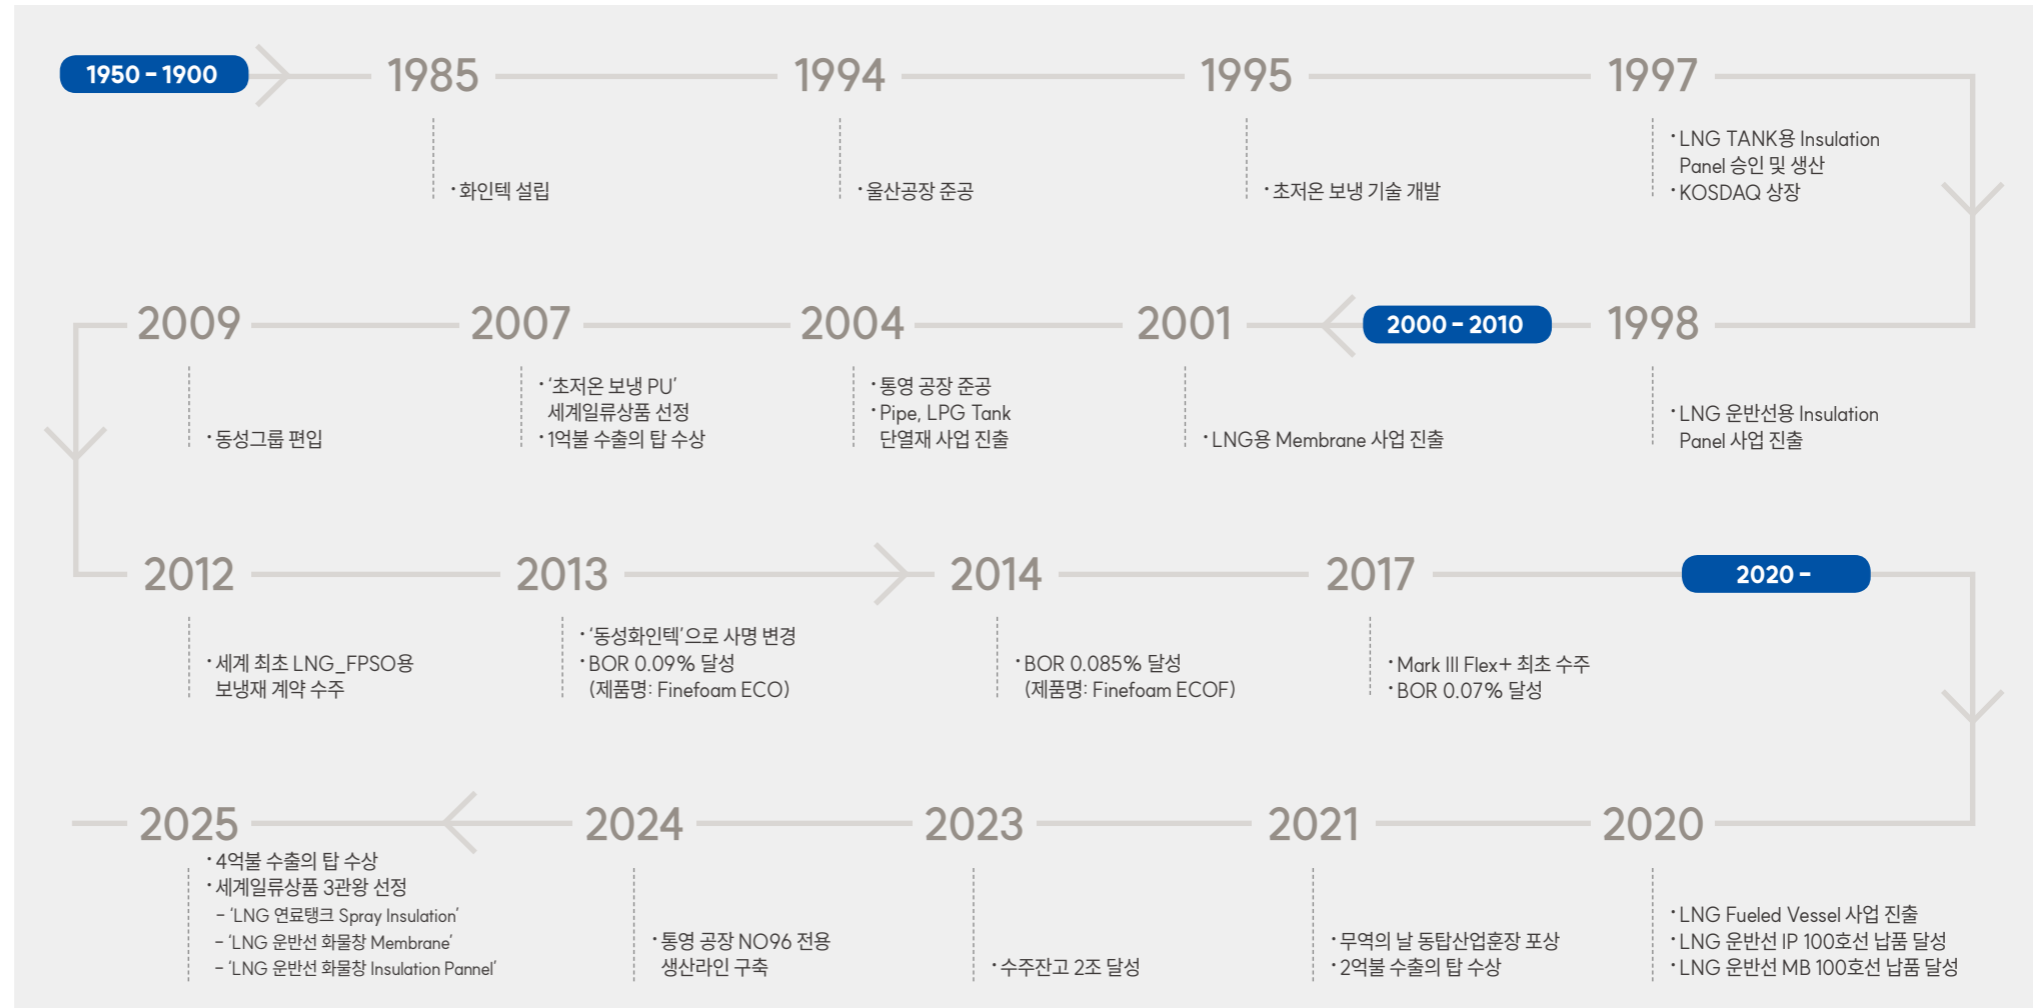 1950 - 1900
1985
· 화인텍 설립
1994
· 울산공장 준공
1995
· 초저온 보냉 기술 개발
1997
· LNG TANK용 Insulation
Panel 승인 및 생산
· KOSDAQ 상장
1998
· LNG 운반선용 Insulation
Panel 사업 진출
2000 - 2010
2001
· LNG용 Membrane 사업 진출
2004
· 통영 공장 준공
· Pipe, LPG Tank
단열재 사업 진출
2007
· ‘초저온 보냉 PU’
세계일류상품 선정
· 1억불 수출의 탑 수상
2009
· 동성그룹 편입
2012
· 세계 최초 LNG_FPSO용
보냉재 계약 수주
2013
· ‘동성화인텍’으로 사명 변경
· BOR 0.09% 달성
(제품명: Finefoam ECO)
2014
· BOR 0.085% 달성
(제품명: Finefoam ECOF)
2017
· Mark III Flex+ 최초 수주
· BOR 0.07% 달성
2020 -
2020
· LNG Fueled Vessel 사업 진출
· LNG 운반선 IP 100호선 납품 달성
· LNG 운반선 MB 100호선 납품 달성
2021
· 무역의 날 동탑산업훈장 포상
· 2억불 수출의 탑 수상
2023
· 수주잔고 2조 달성
2024
· 통영 공장 NO96 전용
생산라인 구축
2025
· 4억불 수출의 탑 수상
· 세계일류상품 3관왕 선정
- ‘LNG 연료탱크 Spray Insulation’
- ‘LNG 운반선 화물창 Membrane’
- ‘LNG 운반선 화물창 Insulation Pannel’